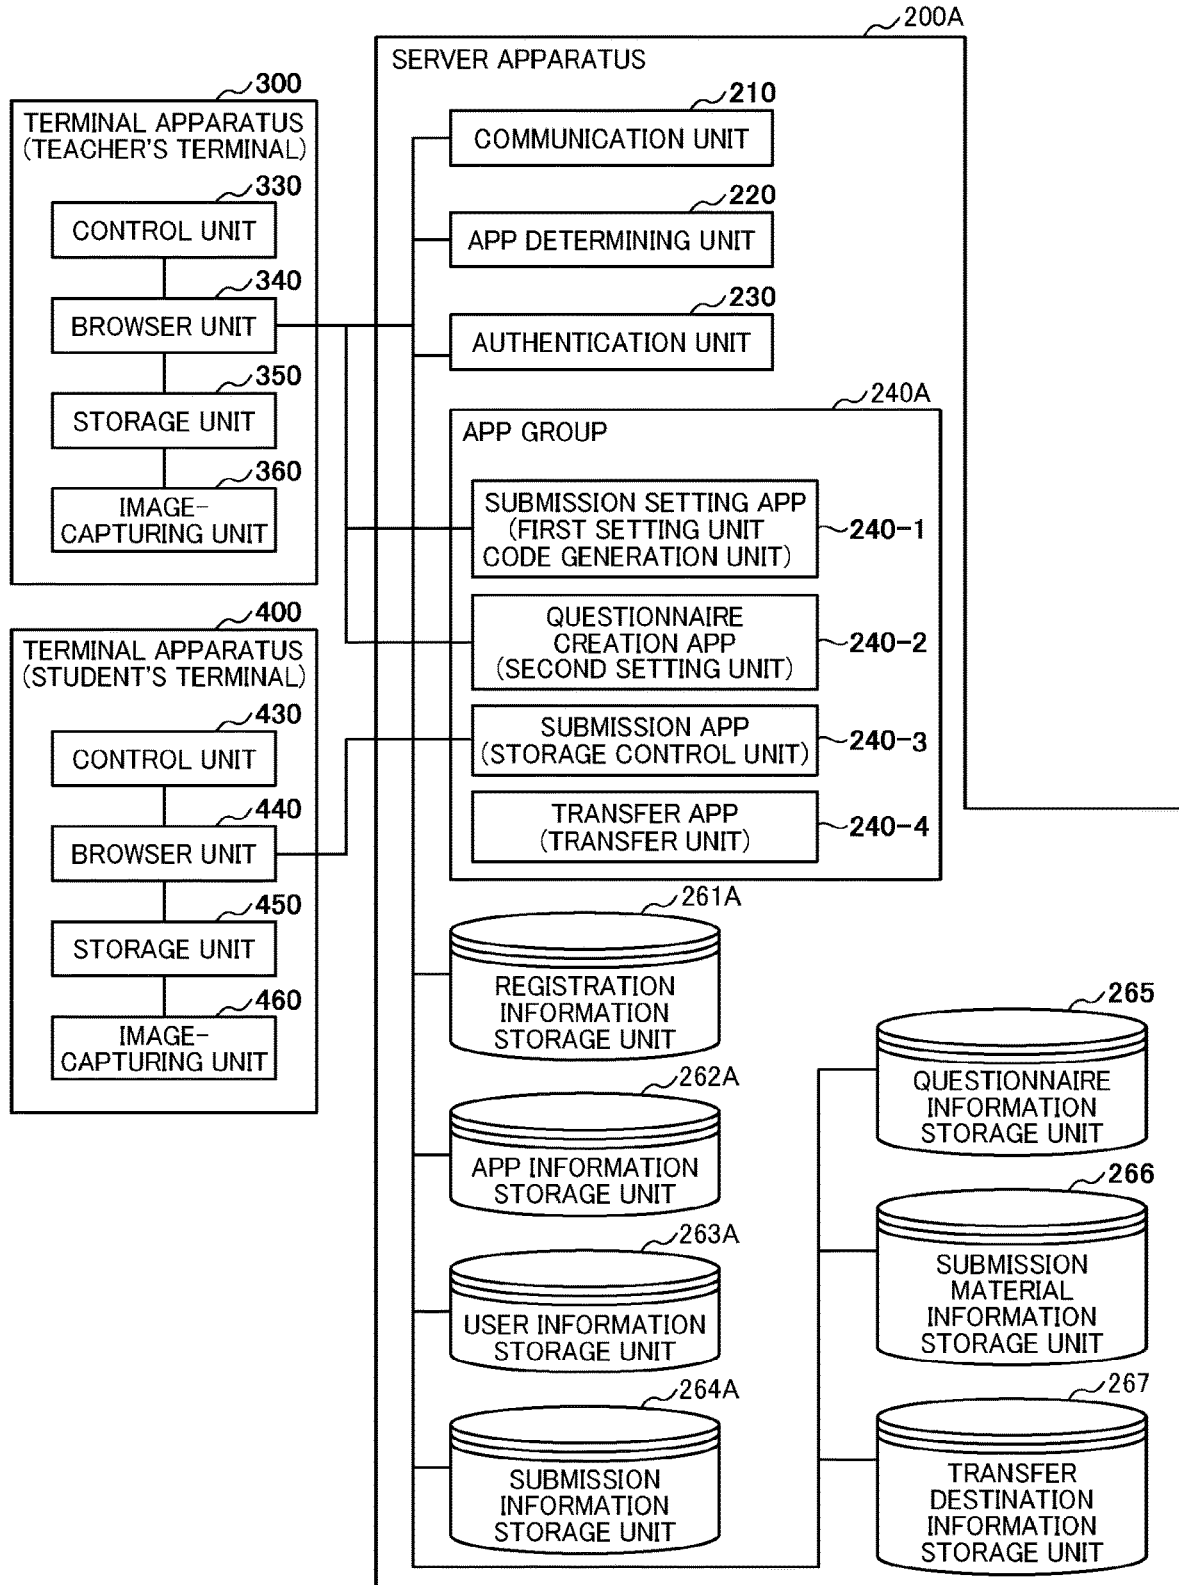 200A
SERVER APPARATUS
300
TERMINAL APPARATUS
(TEACHER'S TERMINAL)
330
CONTROL UNIT
340
BROWSER UNIT
350
STORAGE UNIT
360
IMAGE-
CAPTURING UNIT
400
TERMINAL APPARATUS
(STUDENT'S TERMINAL)
430
CONTROL UNIT
440
BROWSER UNIT
450
STORAGE UNIT
460
IMAGE-
CAPTURING UNIT
210
COMMUNICATION UNIT
220
APP DETERMINING UNIT
230
AUTHENTICATION UNIT
240A
APP GROUP
SUBMISSION SETTING APP
(FIRST SETTING UNIT
CODE GENERATION UNIT)
240-1
QUESTIONNAIRE
CREATION APP
(SECOND SETTING UNIT)
240-2
SUBMISSION APP
(STORAGE CONTROL UNIT)
240-3
TRANSFER APP
(TRANSFER UNIT)
240-4
261A
REGISTRATION
INFORMATION
STORAGE UNIT
262A
APP INFORMATION
STORAGE UNIT
263A
USER INFORMATION
STORAGE UNIT
264A
SUBMISSION
INFORMATION
STORAGE UNIT
265
QUESTIONNAIRE
INFORMATION
STORAGE UNIT
266
SUBMISSION
MATERIAL
INFORMATION
STORAGE UNIT
267
TRANSFER
DESTINATION
INFORMATION
STORAGE UNIT